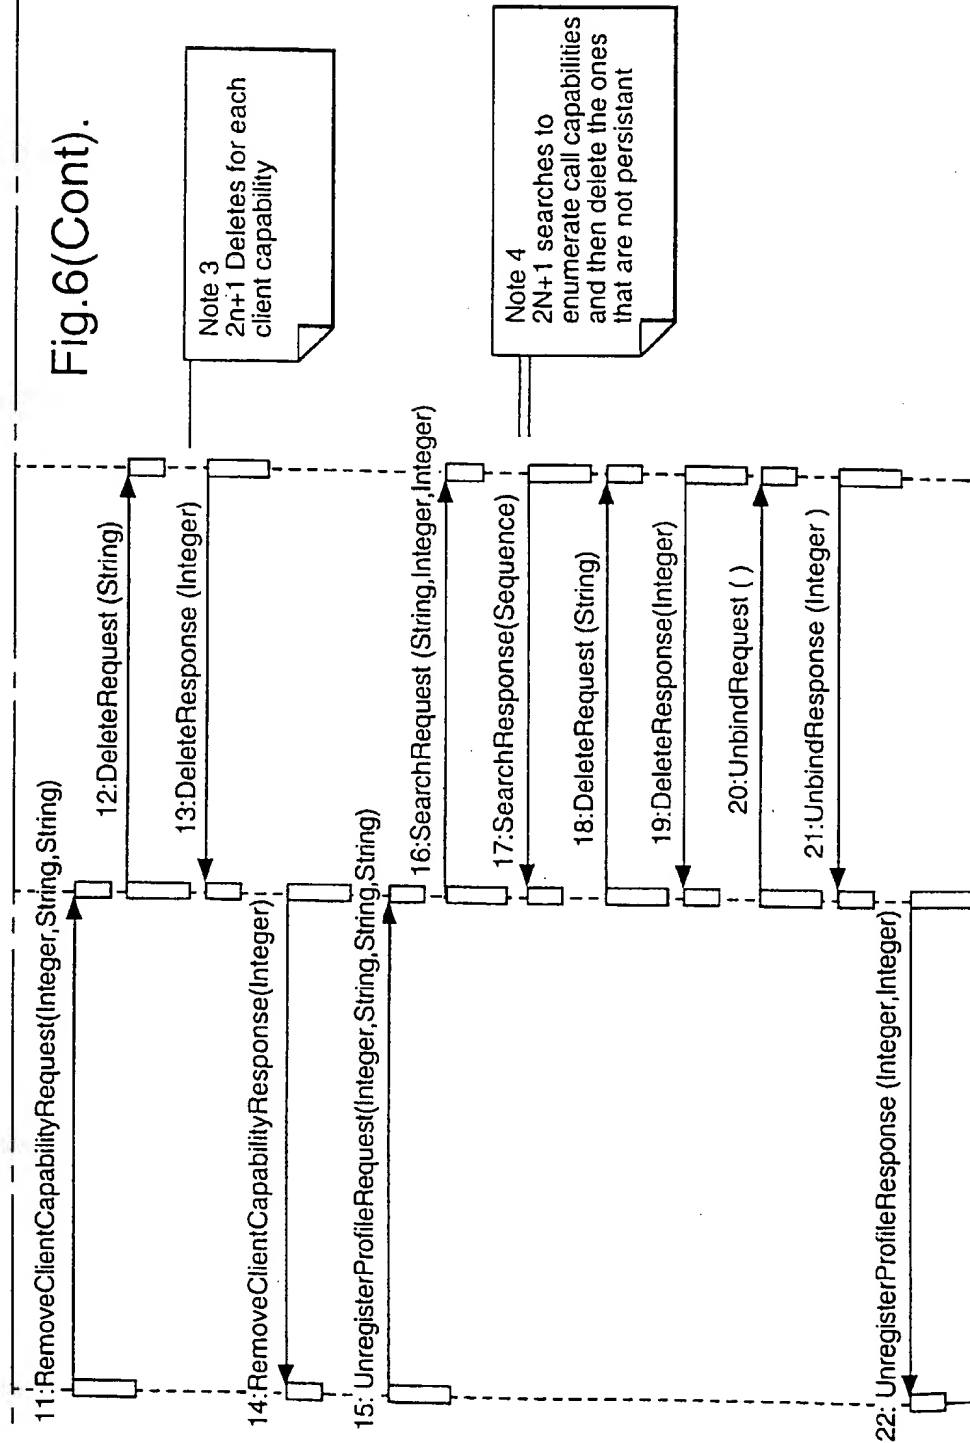 Fig.6(Cont).
11:RemoveClientCapabilityRequest(Integer,String,String)
12:DeleteRequest (String)
13:DeleteResponse (Integer)
Note 3
2n+1 Deletes for each
client capability
14:RemoveClientCapabilityResponse(Integer)
15: UnregisterProfileRequest(Integer,String,String,String)
16:SearchRequest (String,Integer,Integer)
17:SearchResponse(Sequence)
Note 4
2N+1 searches to
enumerate call capabilities
and then delete the ones
that are not persistant
18:DeleteRequest (String)
19:DeleteResponse(Integer)
20:UnbindRequest ( )
21:UnbindResponse (Integer )
22: UnregisterProfileResponse (Integer,Integer)